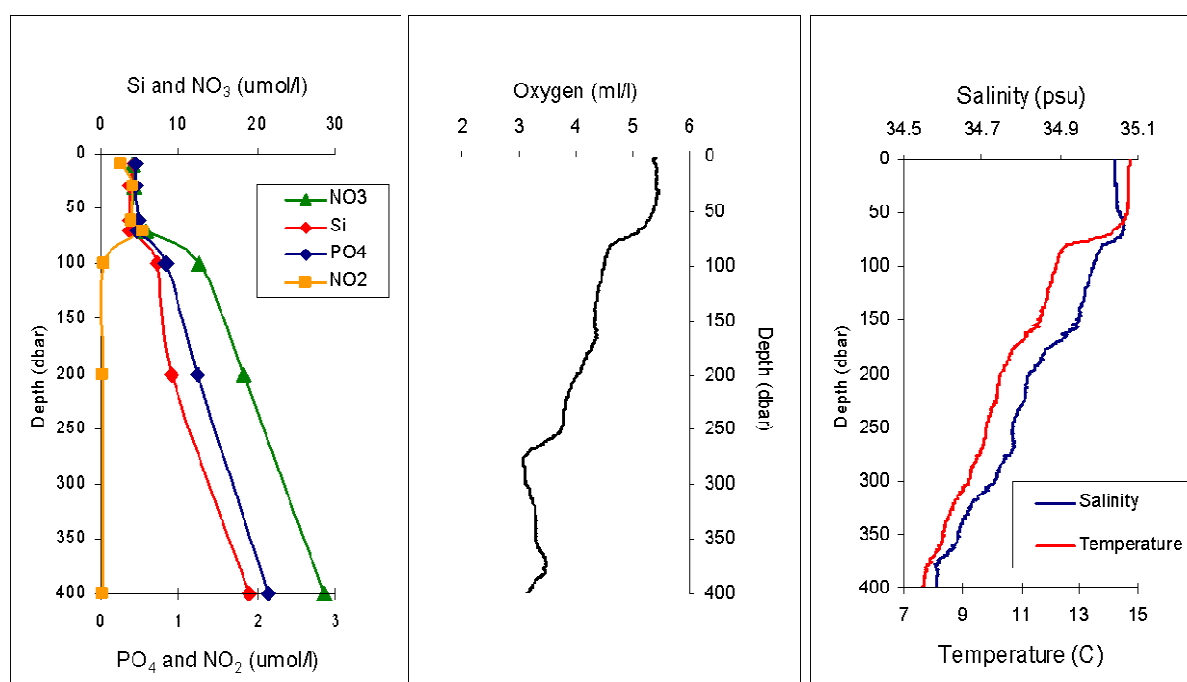 Si and NO3 (umol/l)
0 10 20 30
0
50
100
150
200
250
300
350
400
Depth (dbar)
NO3
Si
PO4
NO2
0 1 2 3
PO4 and NO2 (umol/l)
Oxygen (ml/l)
2 3 4 5 6
0
50
100
150
200
250
300
350
400
Depth (dbar)
Salinity (psu)
34.5 34.7 34.9 35.1
0
50
100
150
200
250
300
350
400
Depth (dbar)
Salinity
Temperature
7 9 11 13 15
Temperature (C)